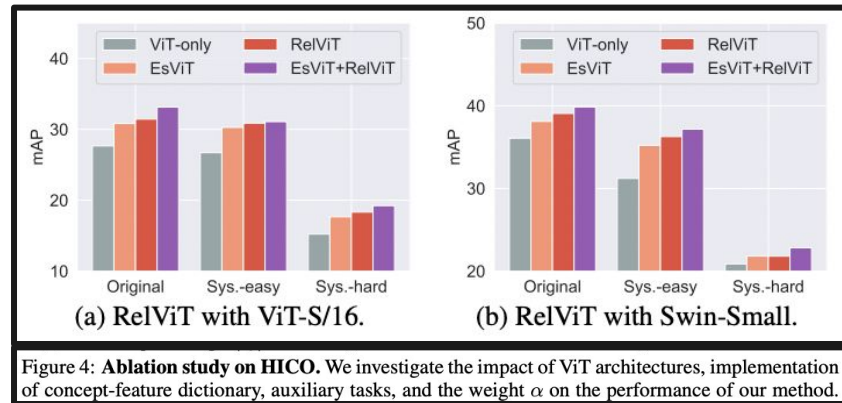 40
30
20
10
mAP
ViT-only
RelViT
EsViT
EsViT+RelViT
Original
Sys.-easy
Sys.-hard
(a) RelViT with ViT-S/16.
50
40
30
20
mAP
ViT-only
RelViT
EsViT
EsViT+RelViT
Original
Sys.-easy
Sys.-hard
(b) RelViT with Swin-Small.
Figure 4: Ablation study on HICO. We investigate the impact of ViT architectures, implementation
of concept-feature dictionary, auxiliary tasks, and the weight α on the performance of our method.